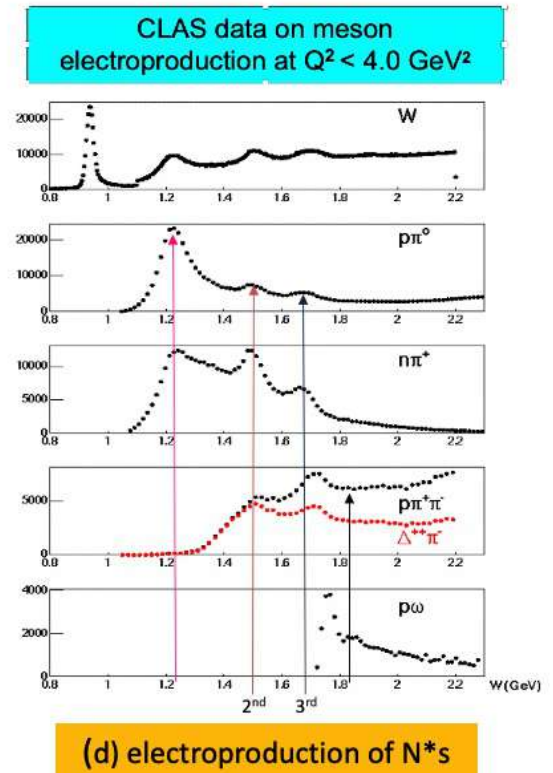 CLAS data on meson
electroproduction at Q² < 4.0 GeV²
W
20000
10000
0
0.8 1 1.2 1.4 1.6 1.8 2 2.2
pπ⁰
20000
10000
0
0.8 1 1.2 1.4 1.6 1.8 2 2.2
nπ⁺
10000
5000
0
0.8 1 1.2 1.4 1.6 1.8 2 2.2
pπ⁺π⁻
5000
Δ⁺⁺π⁻
0
0.8 1 1.2 1.4 1.6 1.8 2 2.2
4000
pω
2000
0
0.8 1 1.2 1.4 1.6 1.8 2 2.2 W(GeV)
2ⁿᵈ 3ʳᵈ
(d) electroproduction of N*s